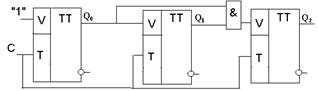 "1" V TT Q₀ V TT Q₁ & V TT Q₂
C T T T